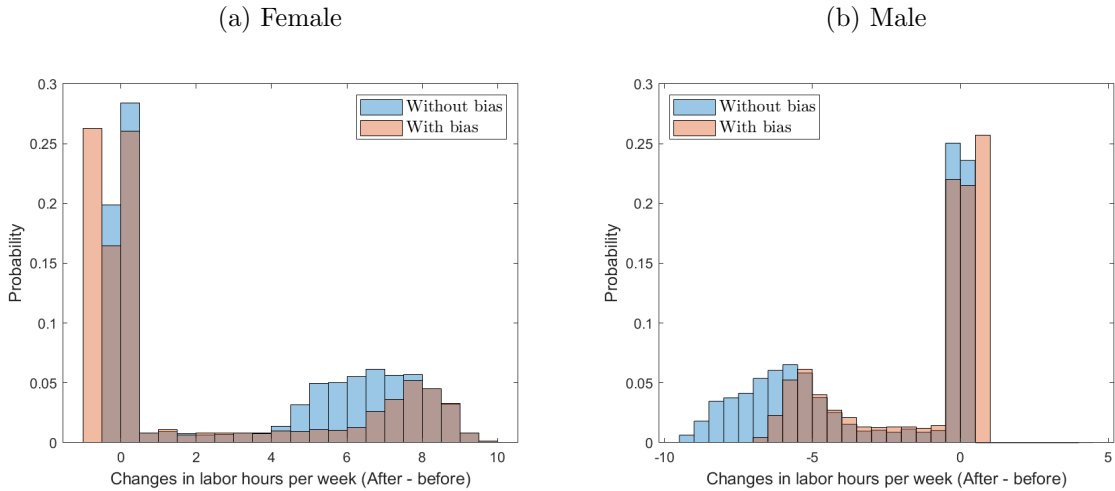 (a) Female
(b) Male
0.3
0.25
0.2
0.15
0.1
0.05
0
Probability
Without bias
With bias
0
2
4
6
8
10
Changes in labor hours per week (After - before)
0.3
0.25
0.2
0.15
0.1
0.05
0
Probability
Without bias
With bias
-10
-5
0
5
Changes in labor hours per week (After - before)